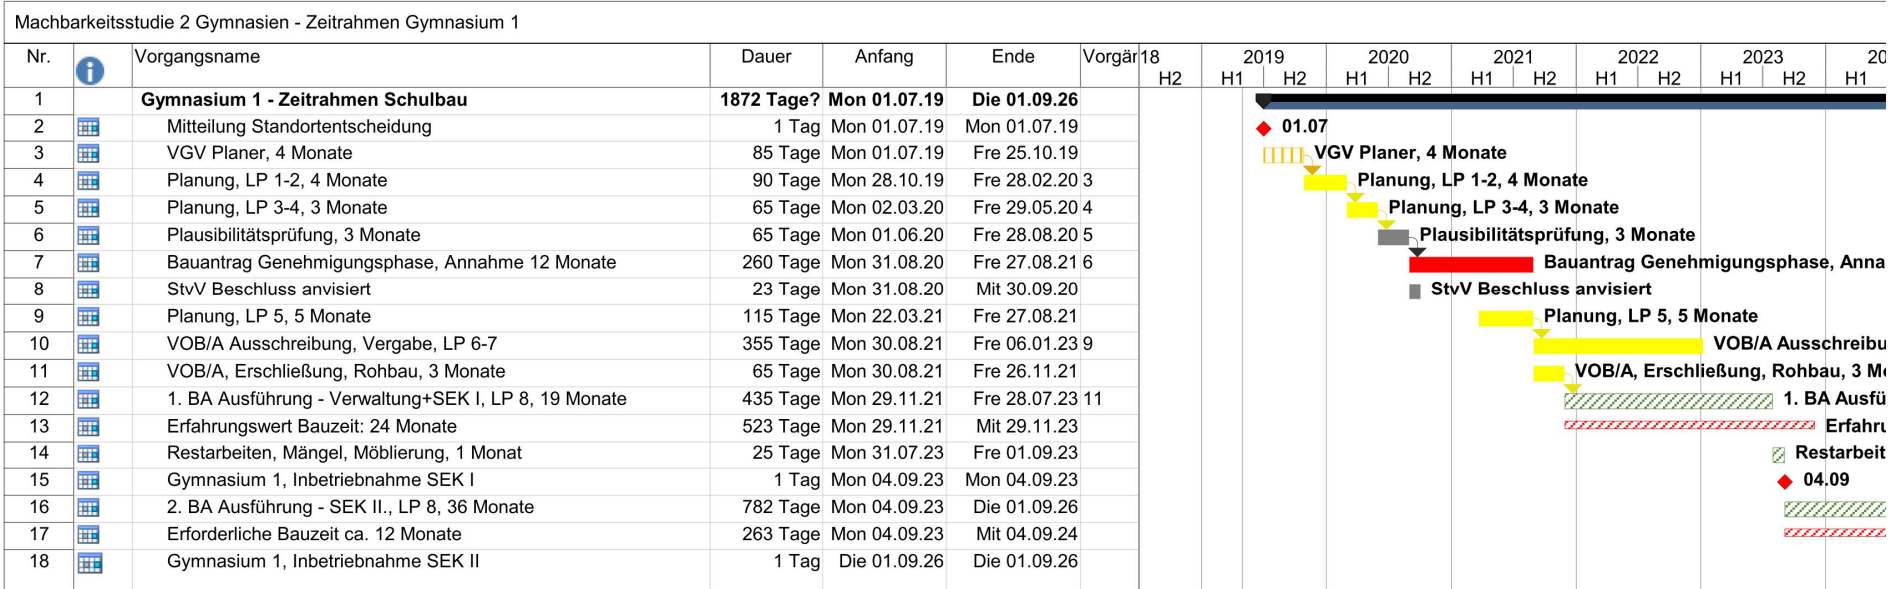 Machbarkeitsstudie 2 Gymnasien - Zeitrahmen Gymnasium 1
Nr. Vorgangsname Dauer Anfang Ende Vorgär 18 2019 2020 2021 2022 2023 20
H2 H1 H2 H1 H2 H1 H2 H1 H2 H1 H2 H1
1 Gymnasium 1 - Zeitrahmen Schulbau 1872 Tage? Mon 01.07.19 Die 01.09.26
2 Mitteilung Standortentscheidung 1 Tag Mon 01.07.19 Mon 01.07.19 01.07
3 VGV Planer, 4 Monate 85 Tage Mon 01.07.19 Fre 25.10.19 VGV Planer, 4 Monate
4 Planung, LP 1-2, 4 Monate 90 Tage Mon 28.10.19 Fre 28.02.20 3 Planung, LP 1-2, 4 Monate
5 Planung, LP 3-4, 3 Monate 65 Tage Mon 02.03.20 Fre 29.05.20 4 Planung, LP 3-4, 3 Monate
6 Plausibilitätsprüfung, 3 Monate 65 Tage Mon 01.06.20 Fre 28.08.20 5 Plausibilitätsprüfung, 3 Monate
7 Bauantrag Genehmigungsphase, Annahme 12 Monate 260 Tage Mon 31.08.20 Fre 27.08.21 6 Bauantrag Genehmigungsphase, Anna
8 StvV Beschluss anvisiert 23 Tage Mon 31.08.20 Mit 30.09.20 StvV Beschluss anvisiert
9 Planung, LP 5, 5 Monate 115 Tage Mon 22.03.21 Fre 27.08.21 Planung, LP 5, 5 Monate
10 VOB/A Ausschreibung, Vergabe, LP 6-7 355 Tage Mon 30.08.21 Fre 06.01.23 9 VOB/A Ausschreibu
11 VOB/A, Erschließung, Rohbau, 3 Monate 65 Tage Mon 30.08.21 Fre 26.11.21 VOB/A, Erschließung, Rohbau, 3 Mo
12 1. BA Ausführung - Verwaltung+SEK I, LP 8, 19 Monate 435 Tage Mon 29.11.21 Fre 28.07.23 11 1. BA Ausfü
13 Erfahrungswert Bauzeit: 24 Monate 523 Tage Mon 29.11.21 Mit 29.11.23 Erfahru
14 Restarbeiten, Mängel, Möblierung, 1 Monat 25 Tage Mon 31.07.23 Fre 01.09.23 Restarbeit
15 Gymnasium 1, Inbetriebnahme SEK I 1 Tag Mon 04.09.23 Mon 04.09.23 04.09
16 2. BA Ausführung - SEK II., LP 8, 36 Monate 782 Tage Mon 04.09.23 Die 01.09.26
17 Erforderliche Bauzeit ca. 12 Monate 263 Tage Mon 04.09.23 Mit 04.09.24
18 Gymnasium 1, Inbetriebnahme SEK II 1 Tag Die 01.09.26 Die 01.09.26